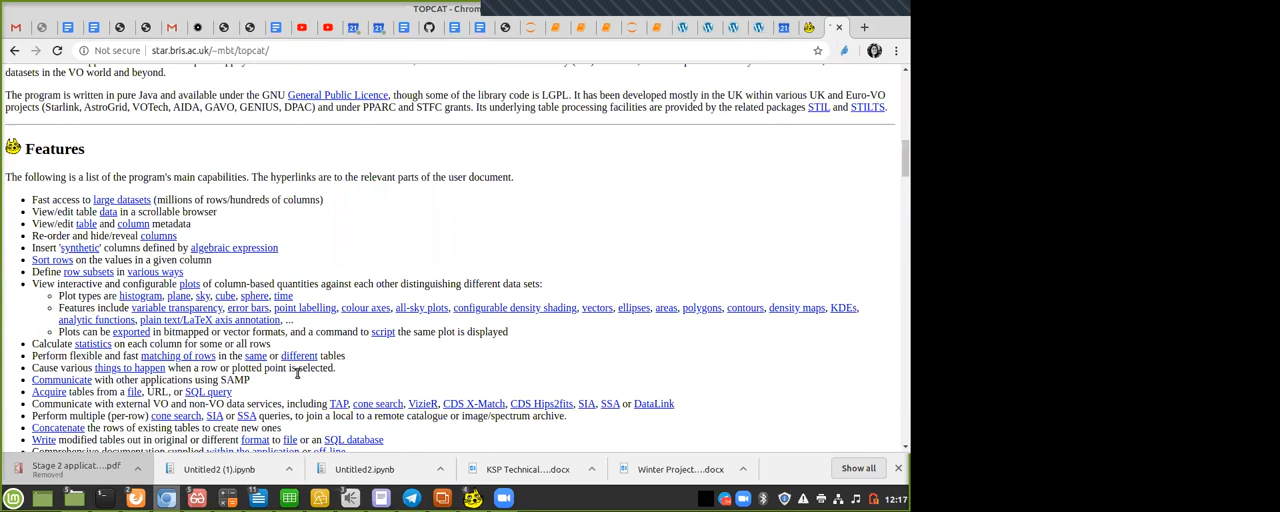 TOPCAT - Chrom
Not secure star.bris.ac.uk/~mbt/topcat/
datasets in the VO world and beyond.
The program is written in pure Java and available under the GNU General Public Licence, though some of the library code is LGPL. It has been developed mostly in the UK within various UK and Euro-VO
projects (Starlink, AstroGrid, VOTech, AIDA, GAVO, GENIUS, DPAC) and under PPARC and STFC grants. Its underlying table processing facilities are provided by the related packages STIL and STILTS.
Features
The following is a list of the program's main capabilities. The hyperlinks are to the relevant parts of the user document.
Fast access to large datasets (millions of rows/hundreds of columns)
View/edit table data in a scrollable browser
View/edit table and column metadata
Re-order and hide/reveal columns
Insert 'synthetic' columns defined by algebraic expression
Sort rows on the values in a given column
Define row subsets in various ways
View interactive and configurable plots of column-based quantities against each other distinguishing different data sets:
Plot types are histogram, plane, sky, cube, sphere, time
Features include variable transparency, error bars, point labelling, colour axes, all-sky plots, configurable density shading, vectors, ellipses, areas, polygons, contours, density maps, KDEs,
analytic functions, plain text/LaTeX axis annotation, ...
Plots can be exported in bitmapped or vector formats, and a command to script the same plot is displayed
Calculate statistics on each column for some or all rows
Perform flexible and fast matching of rows in the same or different tables
Cause various things to happen when a row or plotted point is selected.
Communicate with other applications using SAMP
Acquire tables from a file, URL, or SQL query
Communicate with external VO and non-VO data services, including TAP, cone search, VizieR, CDS X-Match, CDS Hips2fits, SIA, SSA or DataLink
Perform multiple (per-row) cone search, SIA or SSA queries, to join a local to a remote catalogue or image/spectrum archive.
Concatenate the rows of existing tables to create new ones
Write modified tables out in original or different format to file or an SQL database
Comprehensive documentation supplied within the application or off-line
Stage 2 applicat....pdf
Removed
Untitled2 (1).ipynb
Untitled2.ipynb
KSP Technical....docx
Winter Project....docx
Show all
12:17